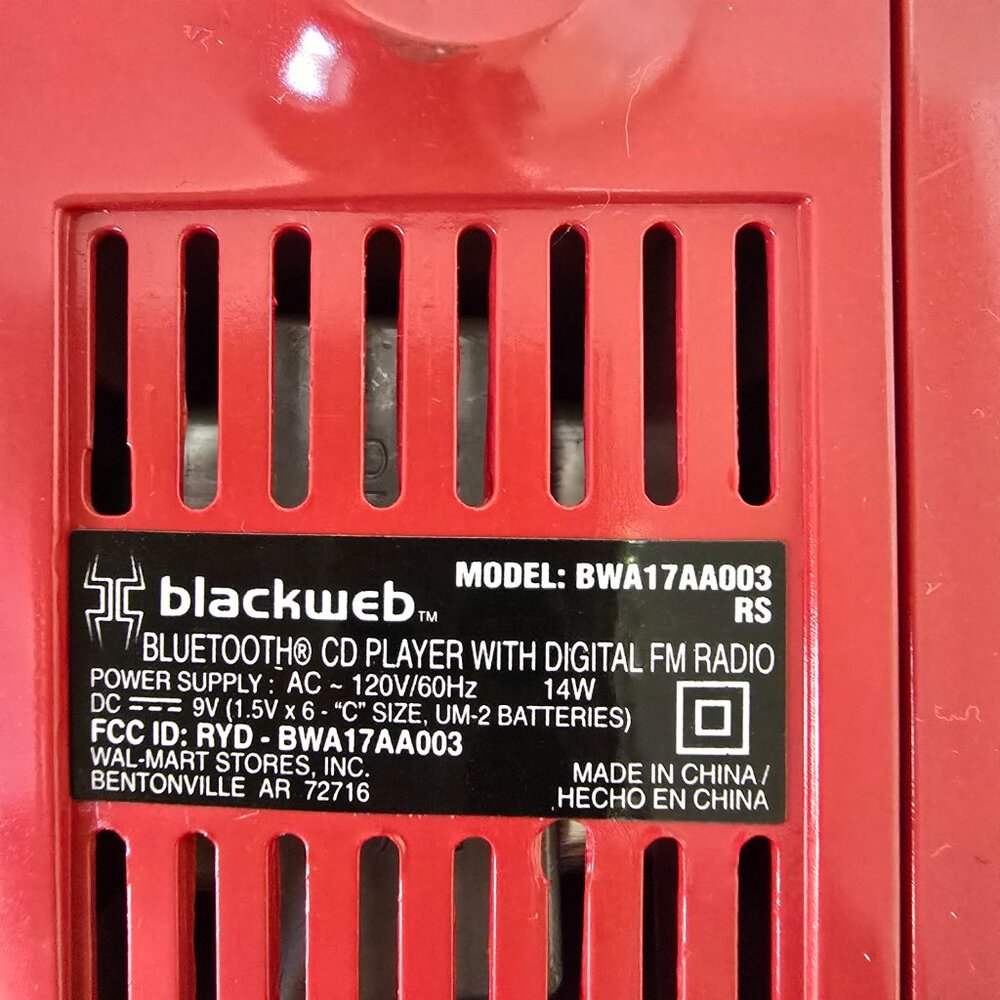 blackweb™
MODEL: BWA17AA003
RS
BLUETOOTH® CD PLAYER WITH DIGITAL FM RADIO
POWER SUPPLY : AC ~ 120V/60Hz 14W
DC ⎓ 9V (1.5V x 6 - “C” SIZE, UM-2 BATTERIES)
FCC ID: RYD - BWA17AA003
WAL-MART STORES, INC.
BENTONVILLE AR 72716
MADE IN CHINA /
HECHO EN CHINA